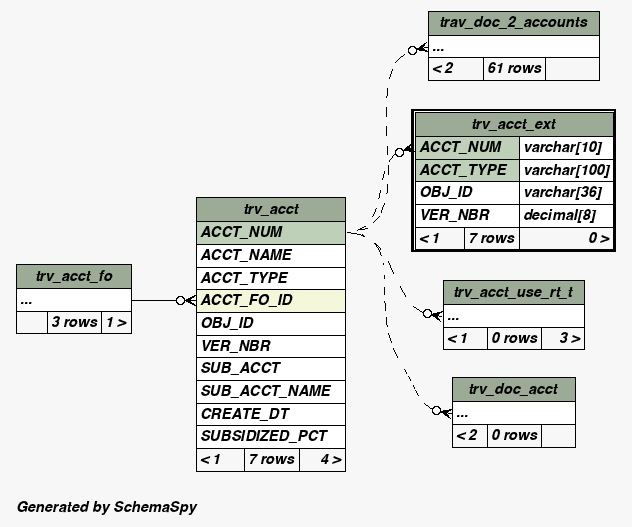 trav_doc_2_accounts
...
< 2 61 rows
trv_acct_ext
ACCT_NUM varchar[10]
ACCT_TYPE varchar[100]
OBJ_ID varchar[36]
VER_NBR decimal[8]
< 1 7 rows 0 >
trv_acct
ACCT_NUM
ACCT_NAME
ACCT_TYPE
ACCT_FO_ID
OBJ_ID
VER_NBR
SUB_ACCT
SUB_ACCT_NAME
CREATE_DT
SUBSIDIZED_PCT
< 1 7 rows 4 >
trv_acct_fo
...
3 rows 1 >
trv_acct_use_rt_t
...
< 1 0 rows 3 >
trv_doc_acct
...
< 2 0 rows
Generated by SchemaSpy